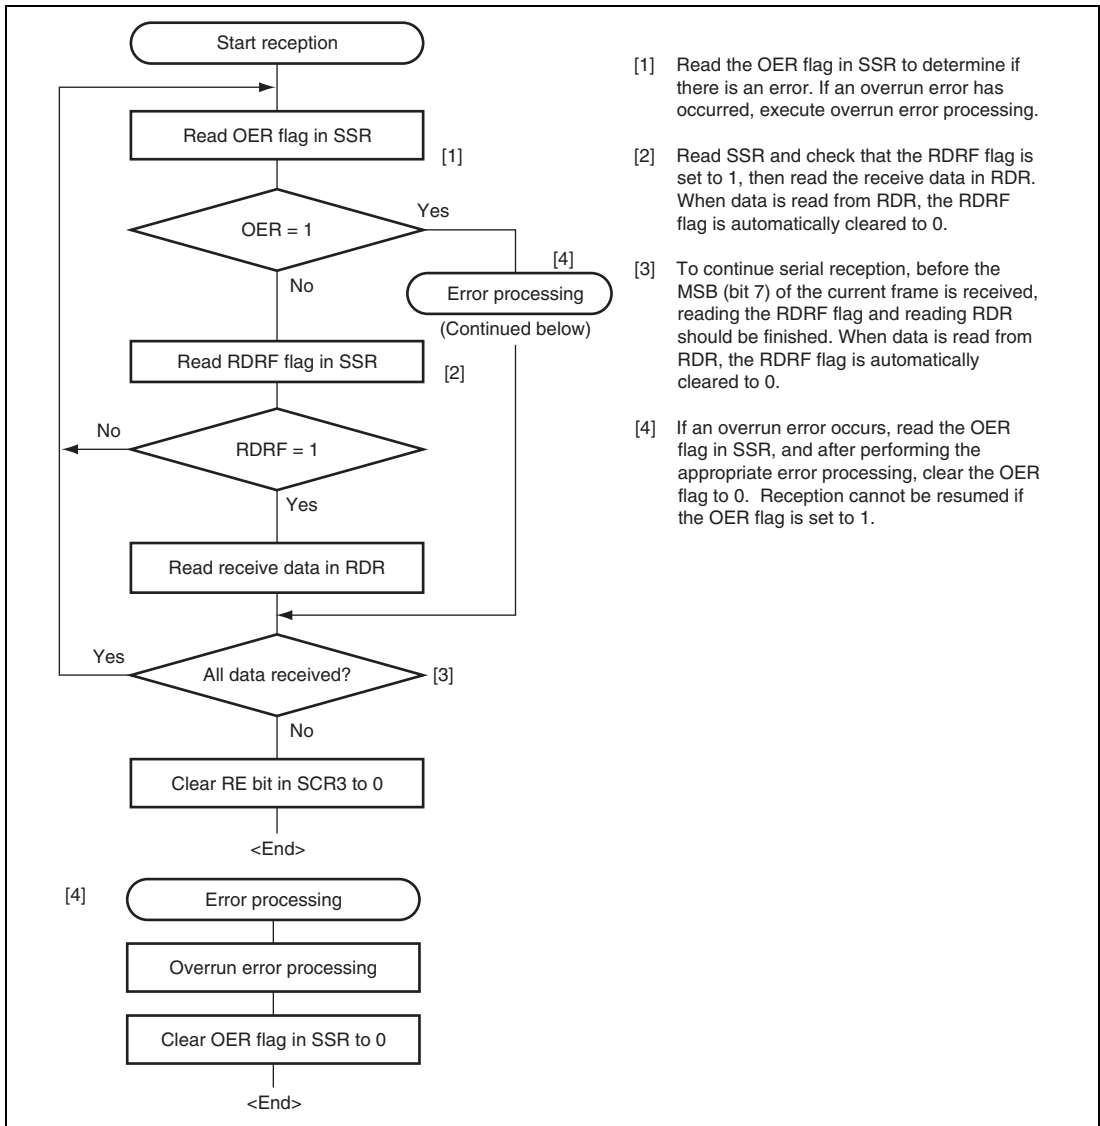 Start reception
Read OER flag in SSR
[1]
OER = 1
Yes
No
[4]
Error processing
(Continued below)
Read RDRF flag in SSR
[2]
No
RDRF = 1
Yes
Read receive data in RDR
Yes
All data received?
[3]
No
Clear RE bit in SCR3 to 0
<End>
[4]
Error processing
Overrun error processing
Clear OER flag in SSR to 0
<End>
[1] Read the OER flag in SSR to determine if
there is an error. If an overrun error has
occurred, execute overrun error processing.
[2] Read SSR and check that the RDRF flag is
set to 1, then read the receive data in RDR.
When data is read from RDR, the RDRF
flag is automatically cleared to 0.
[3] To continue serial reception, before the
MSB (bit 7) of the current frame is received,
reading the RDRF flag and reading RDR
should be finished. When data is read from
RDR, the RDRF flag is automatically
cleared to 0.
[4] If an overrun error occurs, read the OER
flag in SSR, and after performing the
appropriate error processing, clear the OER
flag to 0. Reception cannot be resumed if
the OER flag is set to 1.